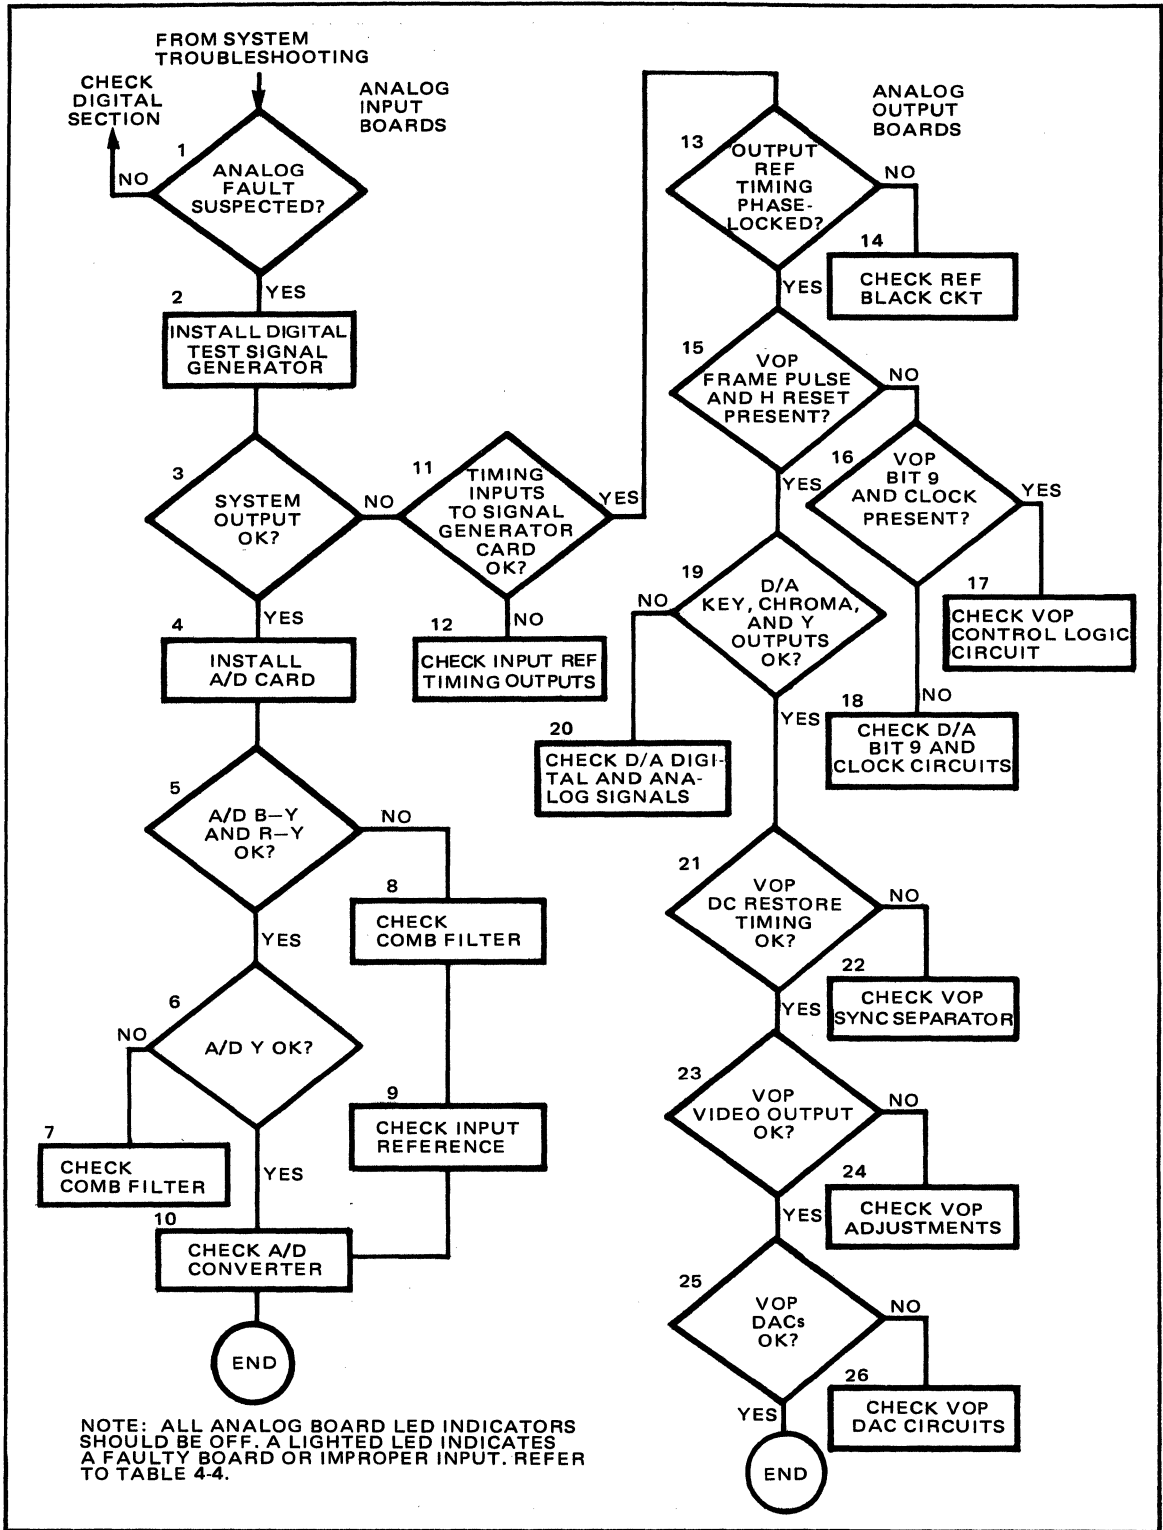 FROM SYSTEM
TROUBLESHOOTING
CHECK
DIGITAL
SECTION
ANALOG
INPUT
BOARDS
1
ANALOG
FAULT
SUSPECTED?
NO
YES
2
INSTALL DIGITAL
TEST SIGNAL
GENERATOR
3
SYSTEM
OUTPUT
OK?
NO
YES
4
INSTALL
A/D CARD
5
A/D B–Y
AND R–Y
OK?
NO
YES
6
A/D Y OK?
NO
YES
7
CHECK
COMB FILTER
8
CHECK
COMB FILTER
9
CHECK INPUT
REFERENCE
10
CHECK A/D
CONVERTER
END
11
TIMING
INPUTS
TO SIGNAL
GENERATOR
CARD
OK?
YES
NO
12
CHECK INPUT REF
TIMING OUTPUTS
ANALOG
OUTPUT
BOARDS
13
OUTPUT
REF
TIMING
PHASE-
LOCKED?
NO
YES
14
CHECK REF
BLACK CKT
15
VOP
FRAME PULSE
AND H RESET
PRESENT?
NO
YES
16
VOP
BIT 9
AND CLOCK
PRESENT?
YES
NO
17
CHECK VOP
CONTROL LOGIC
CIRCUIT
18
CHECK D/A
BIT 9 AND
CLOCK CIRCUITS
19
D/A
KEY, CHROMA,
AND Y
OUTPUTS
OK?
NO
YES
20
CHECK D/A DIGI-
TAL AND ANA-
LOG SIGNALS
21
VOP
DC RESTORE
TIMING
OK?
NO
YES
22
CHECK VOP
SYNC SEPARATOR
23
VOP
VIDEO OUTPUT
OK?
NO
YES
24
CHECK VOP
ADJUSTMENTS
25
VOP
DACs
OK?
NO
YES
26
CHECK VOP
DAC CIRCUITS
END
NOTE: ALL ANALOG BOARD LED INDICATORS
SHOULD BE OFF. A LIGHTED LED INDICATES
A FAULTY BOARD OR IMPROPER INPUT. REFER
TO TABLE 4-4.